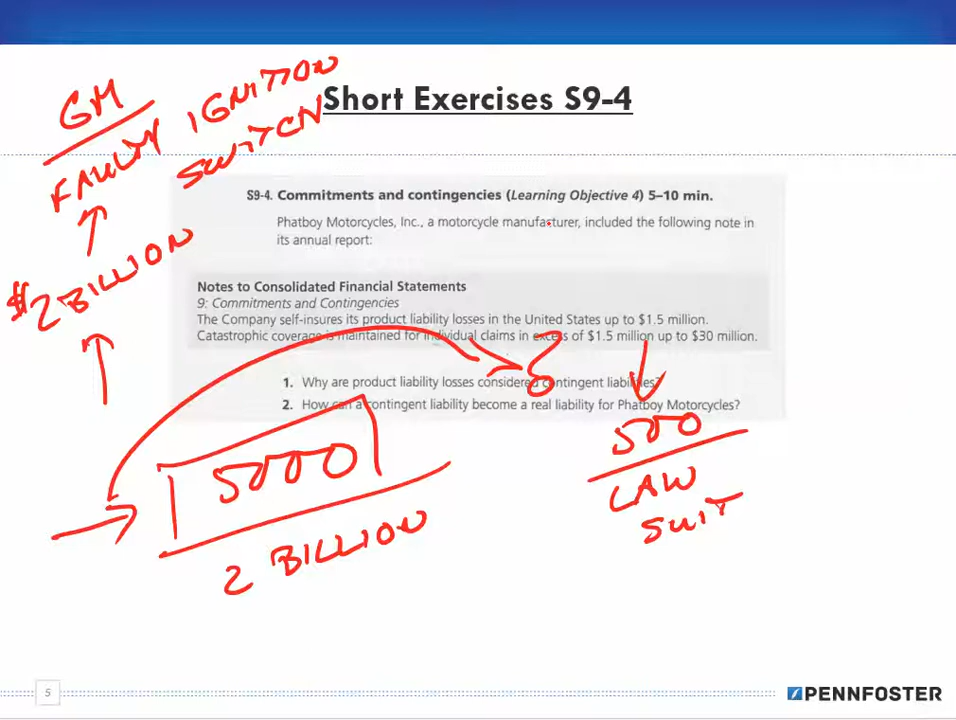 GM
FAULTY IGNITION
SWITCH
$2 BILLION
Short Exercises S9-4
S9-4. Commitments and contingencies (Learning Objective 4) 5–10 min.
Phatboy Motorcycles, Inc., a motorcycle manufacturer, included the following note in
its annual report:
Notes to Consolidated Financial Statements
9: Commitments and Contingencies
The Company self-insures its product liability losses in the United States up to $1.5 million.
Catastrophic coverage is maintained for individual claims in excess of $1.5 million up to $30 million.
1. Why are product liability losses considered contingent liabilities?
2. How can a contingent liability become a real liability for Phatboy Motorcycles?
5000
2 BILLION
500
LAW
SUIT
5
PENNFOSTER